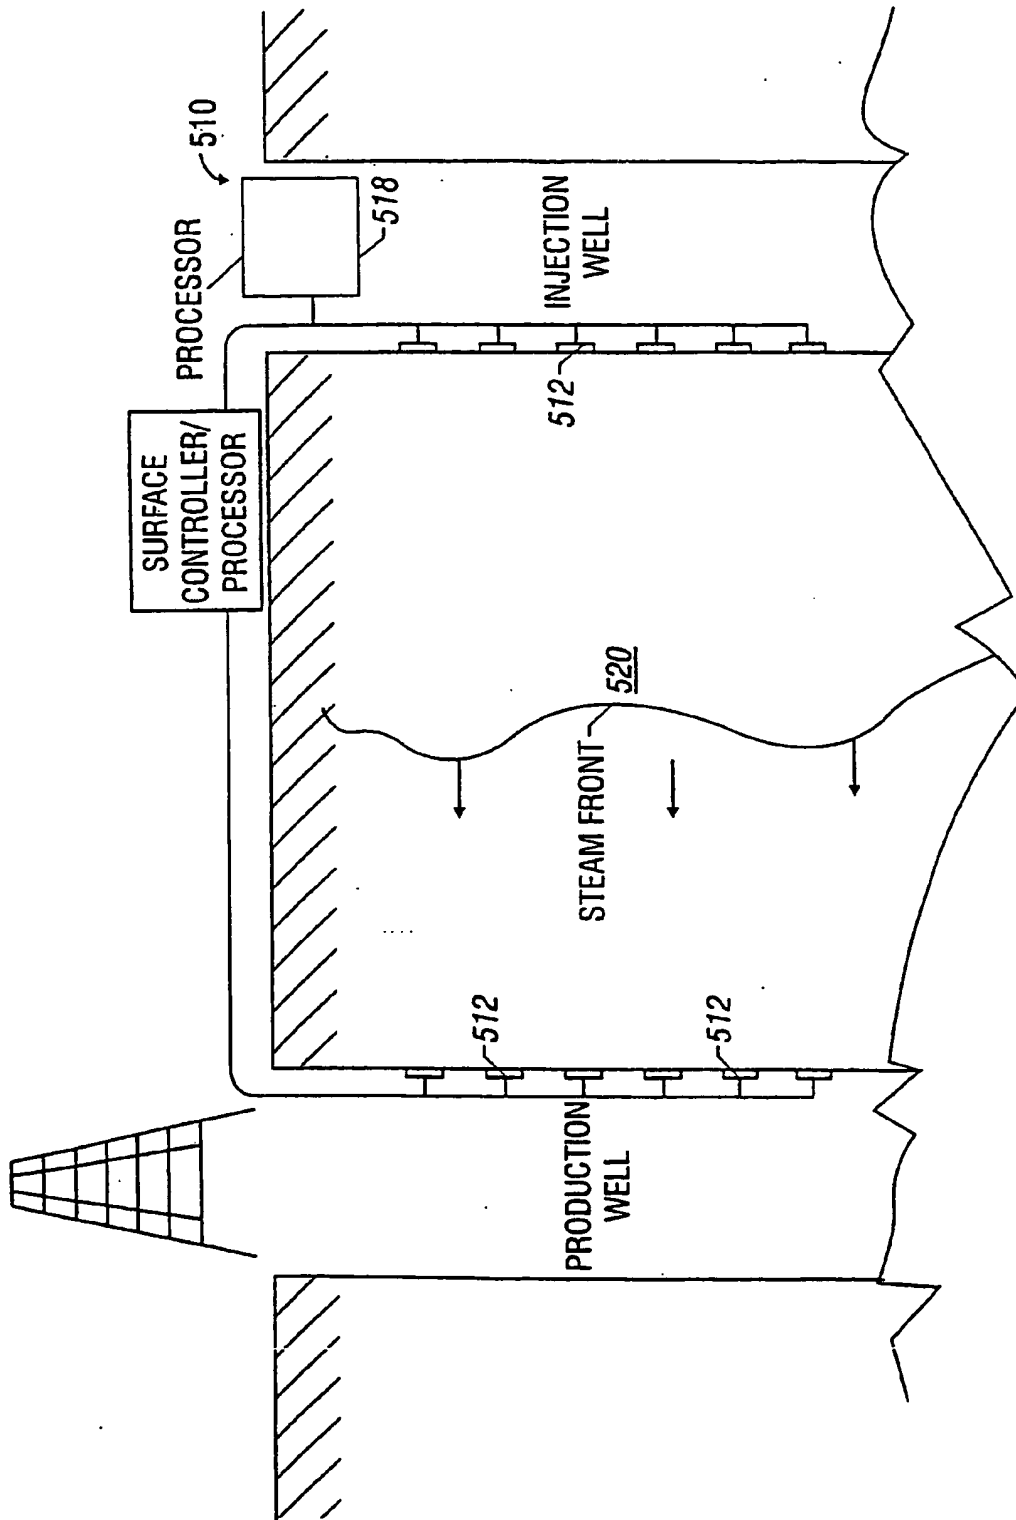 510
PROCESSOR
518
SURFACE
CONTROLLER/
PROCESSOR
INJECTION
WELL
512
STEAM FRONT
520
512
512
PRODUCTION
WELL